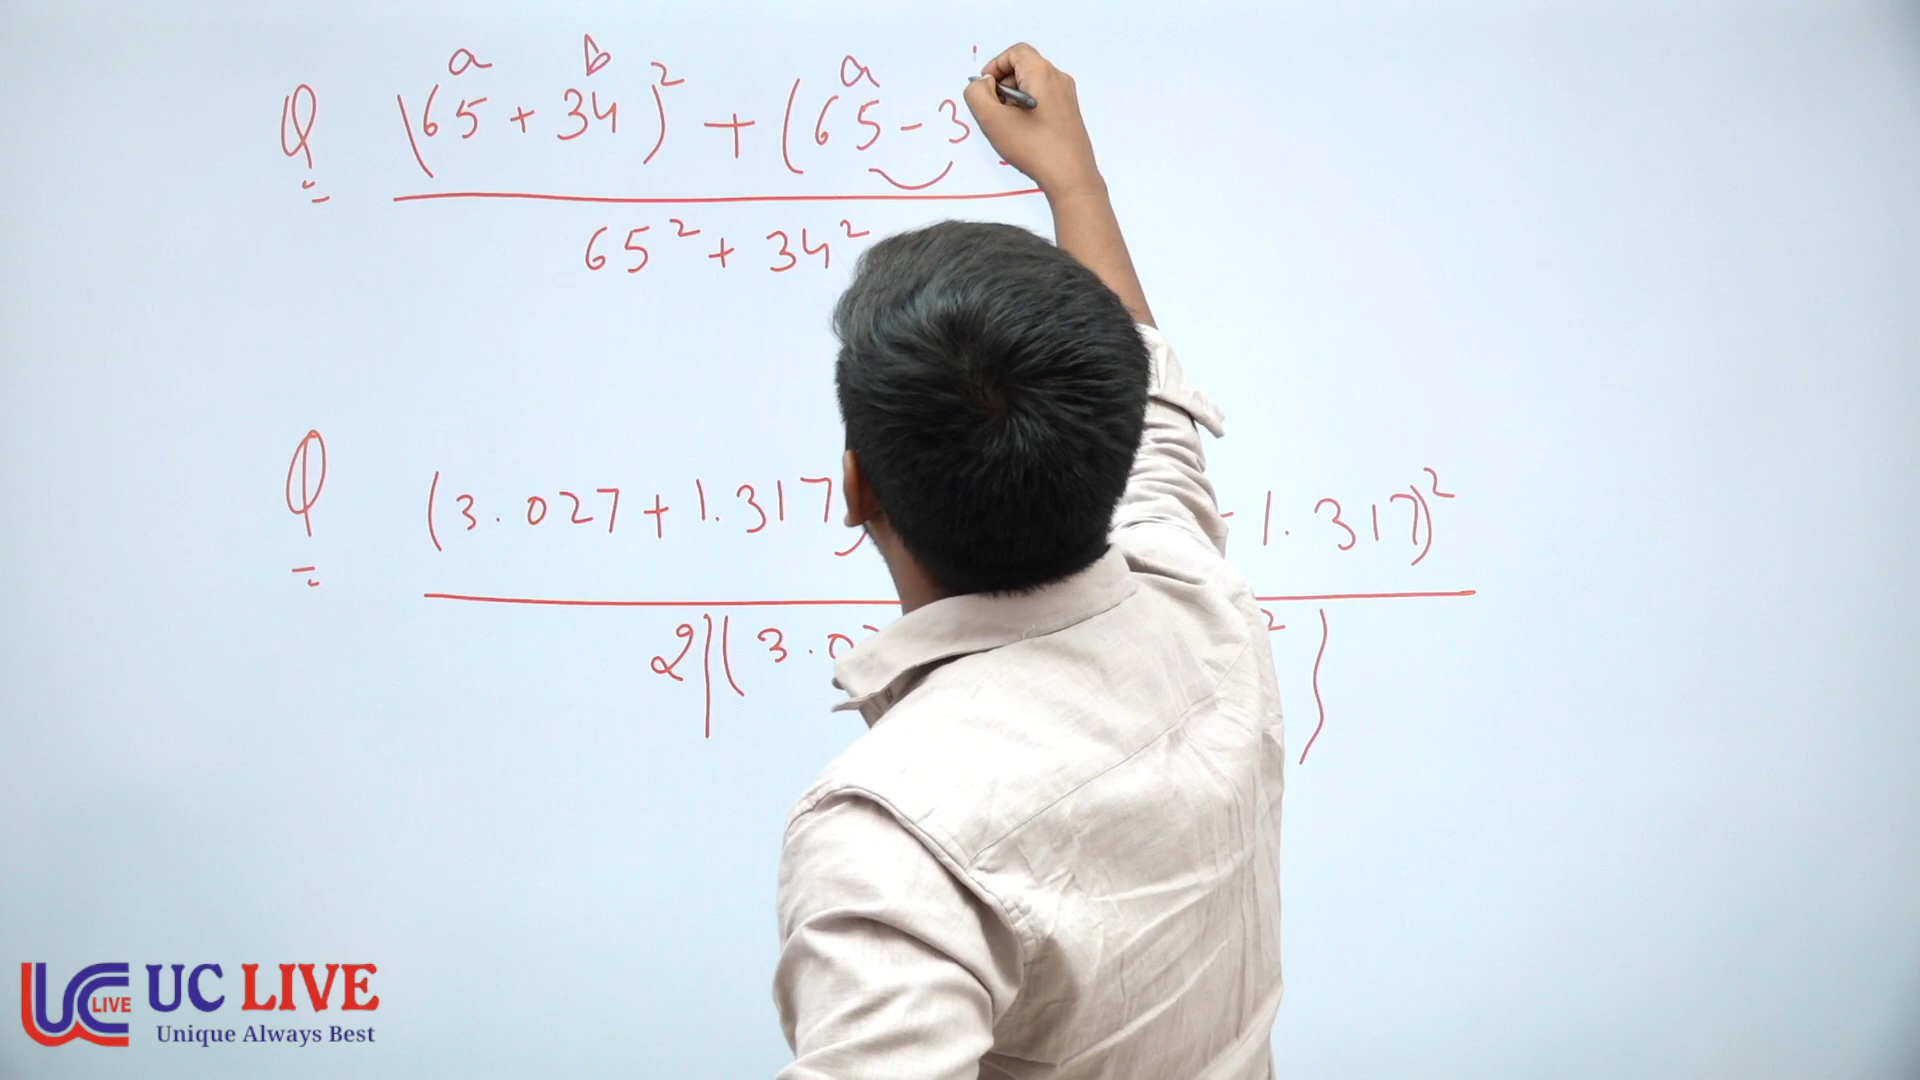 a b a
Q (65 + 34)² + (65 - 3
65² + 34²
Q (3.027 + 1.317) - 1.317)²
2 ( (3.0 ² )
UC LIVE
LIVE
Unique Always Best